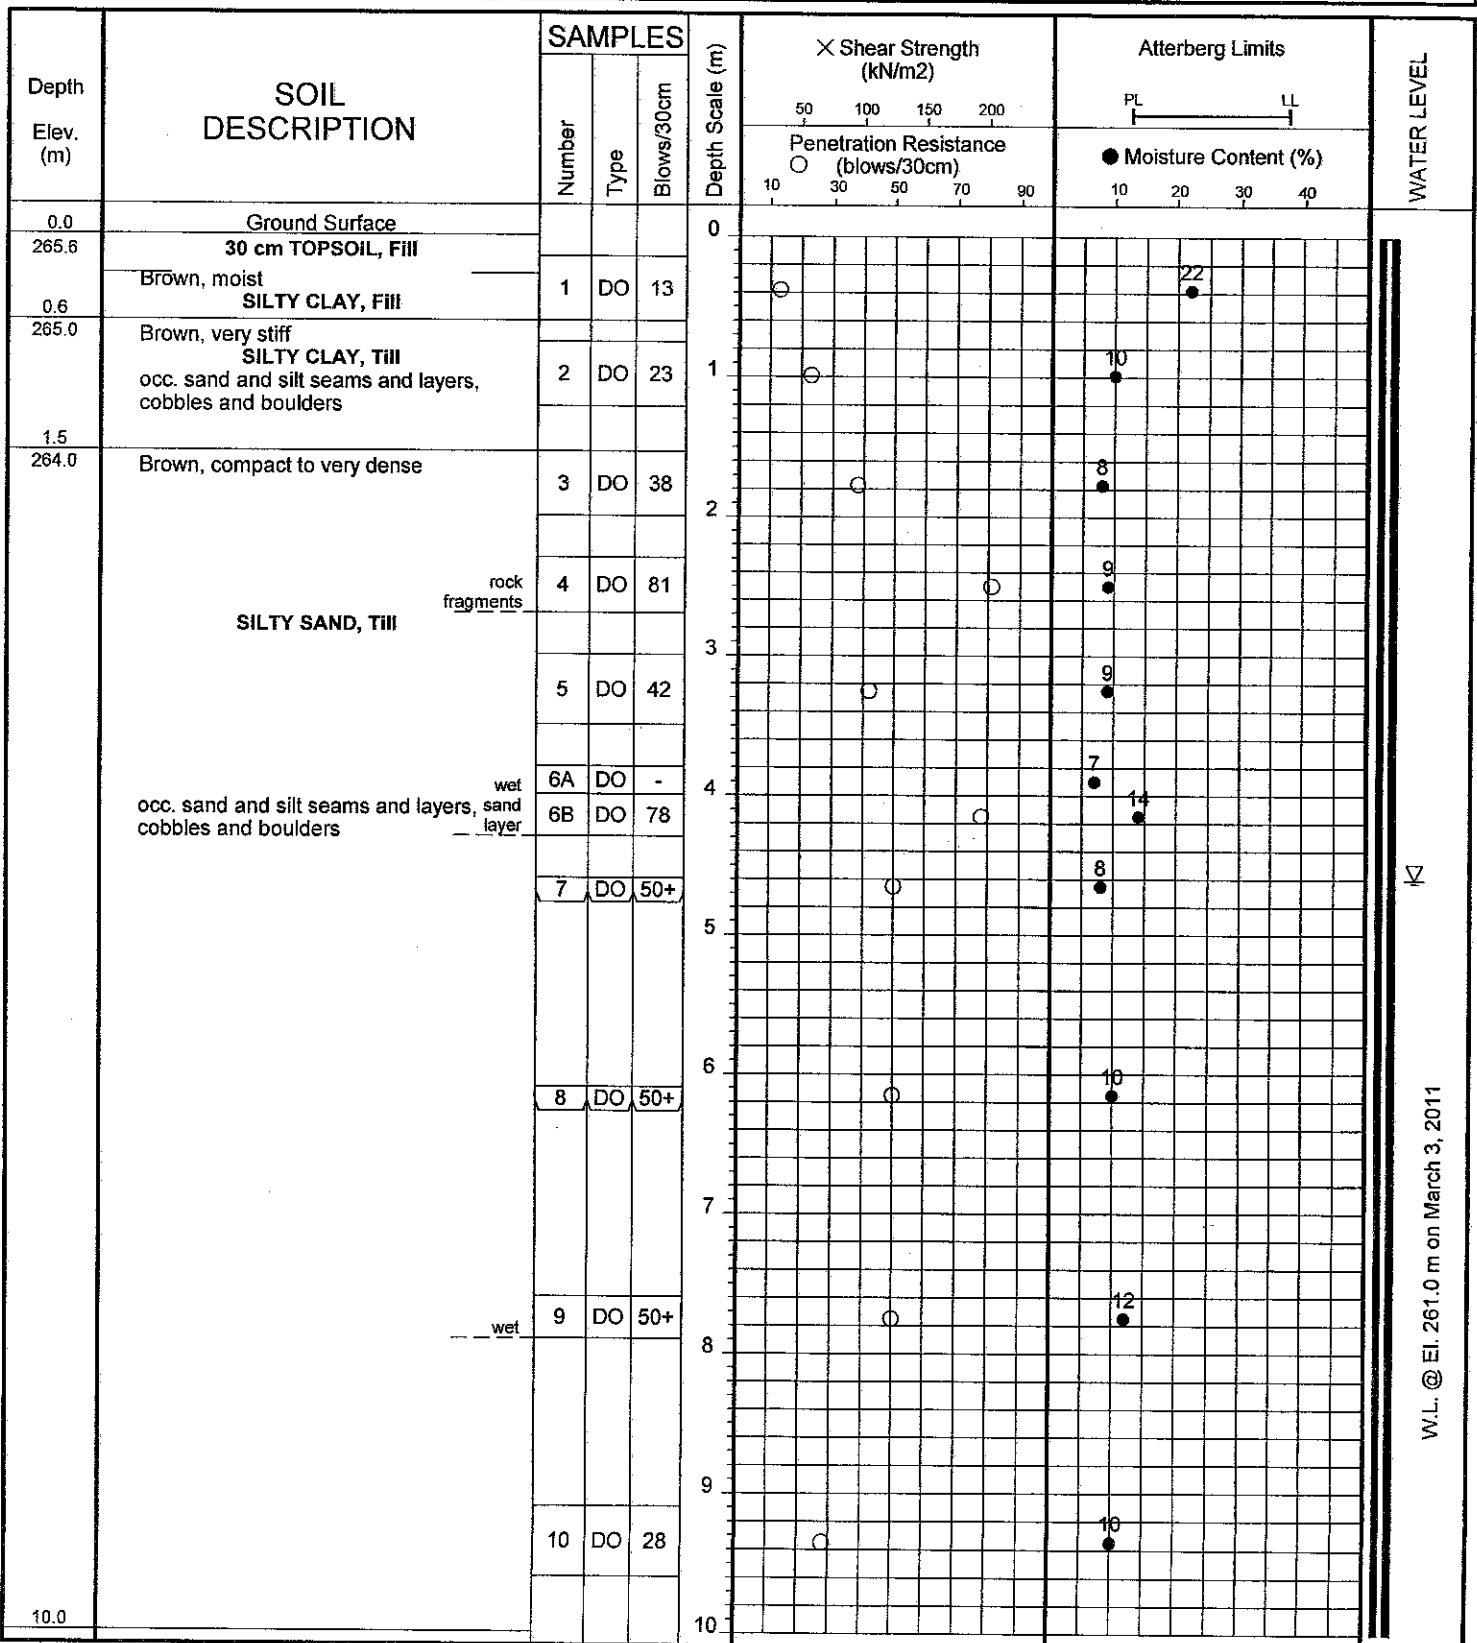 SAMPLES
Depth
Elev.
(m)
SOIL
DESCRIPTION
Number
Type
Blows/30cm
Depth Scale (m)
× Shear Strength
(kN/m2)
50 100 150 200
Penetration Resistance
(blows/30cm)
10 30 50 70 90
Atterberg Limits
PL LL
Moisture Content (%)
10 20 30 40
WATER LEVEL
0.0 Ground Surface
0
265.6 30 cm TOPSOIL, Fill
Brown, moist
SILTY CLAY, Fill
1 DO 13
22
0.6
265.0 Brown, very stiff
SILTY CLAY, Till
occ. sand and silt seams and layers,
cobbles and boulders
2 DO 23
1
10
1.5
264.0 Brown, compact to very dense
3 DO 38
8
2
rock
fragments
4 DO 81
9
SILTY SAND, Till
3
5 DO 42
9
wet
6A DO -
7
4
occ. sand and silt seams and layers, sand
cobbles and boulders layer
6B DO 78
14
7 DO 50+
8
5
6
8 DO 50+
10
7
9 DO 50+
12
wet
8
9
10 DO 28
10
10.0
10
W.L. @ El. 261.0 m on March 3, 2011